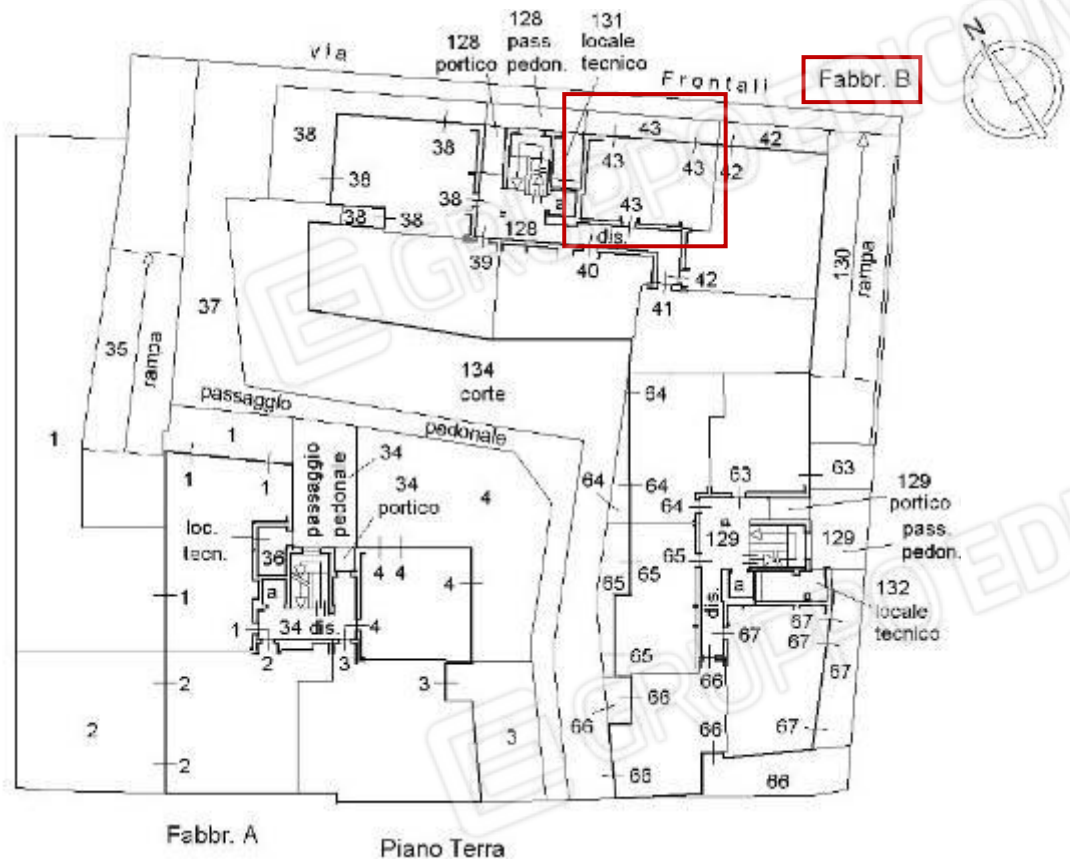 via
Frontali
Fabbr. B
N
128
portico
128
pass.
pedon.
131
locale
tecnico
38
38
38
38
38
38
43
43
43
43
42
42
a
128
dis.
39
40
41
42
130
rampa
37
35
rampa
134
corte
passaggio
pedonale
1
1
1
1
passaggio
pedonale
34
34
portico
4
loc.
tecn.
36
a
34
dis.
4
4
4
4
1
1
2
3
2
2
2
3
3
64
64
64
64
63
63
129
portico
129
129
pass.
pedon.
65
65
65
65
dis.
a
132
locale
tecnico
67
67
67
67
67
66
66
66
66
66
66
Fabbr. A
Piano Terra
GRUPPO EDICOM
GRUPPO EDICOM